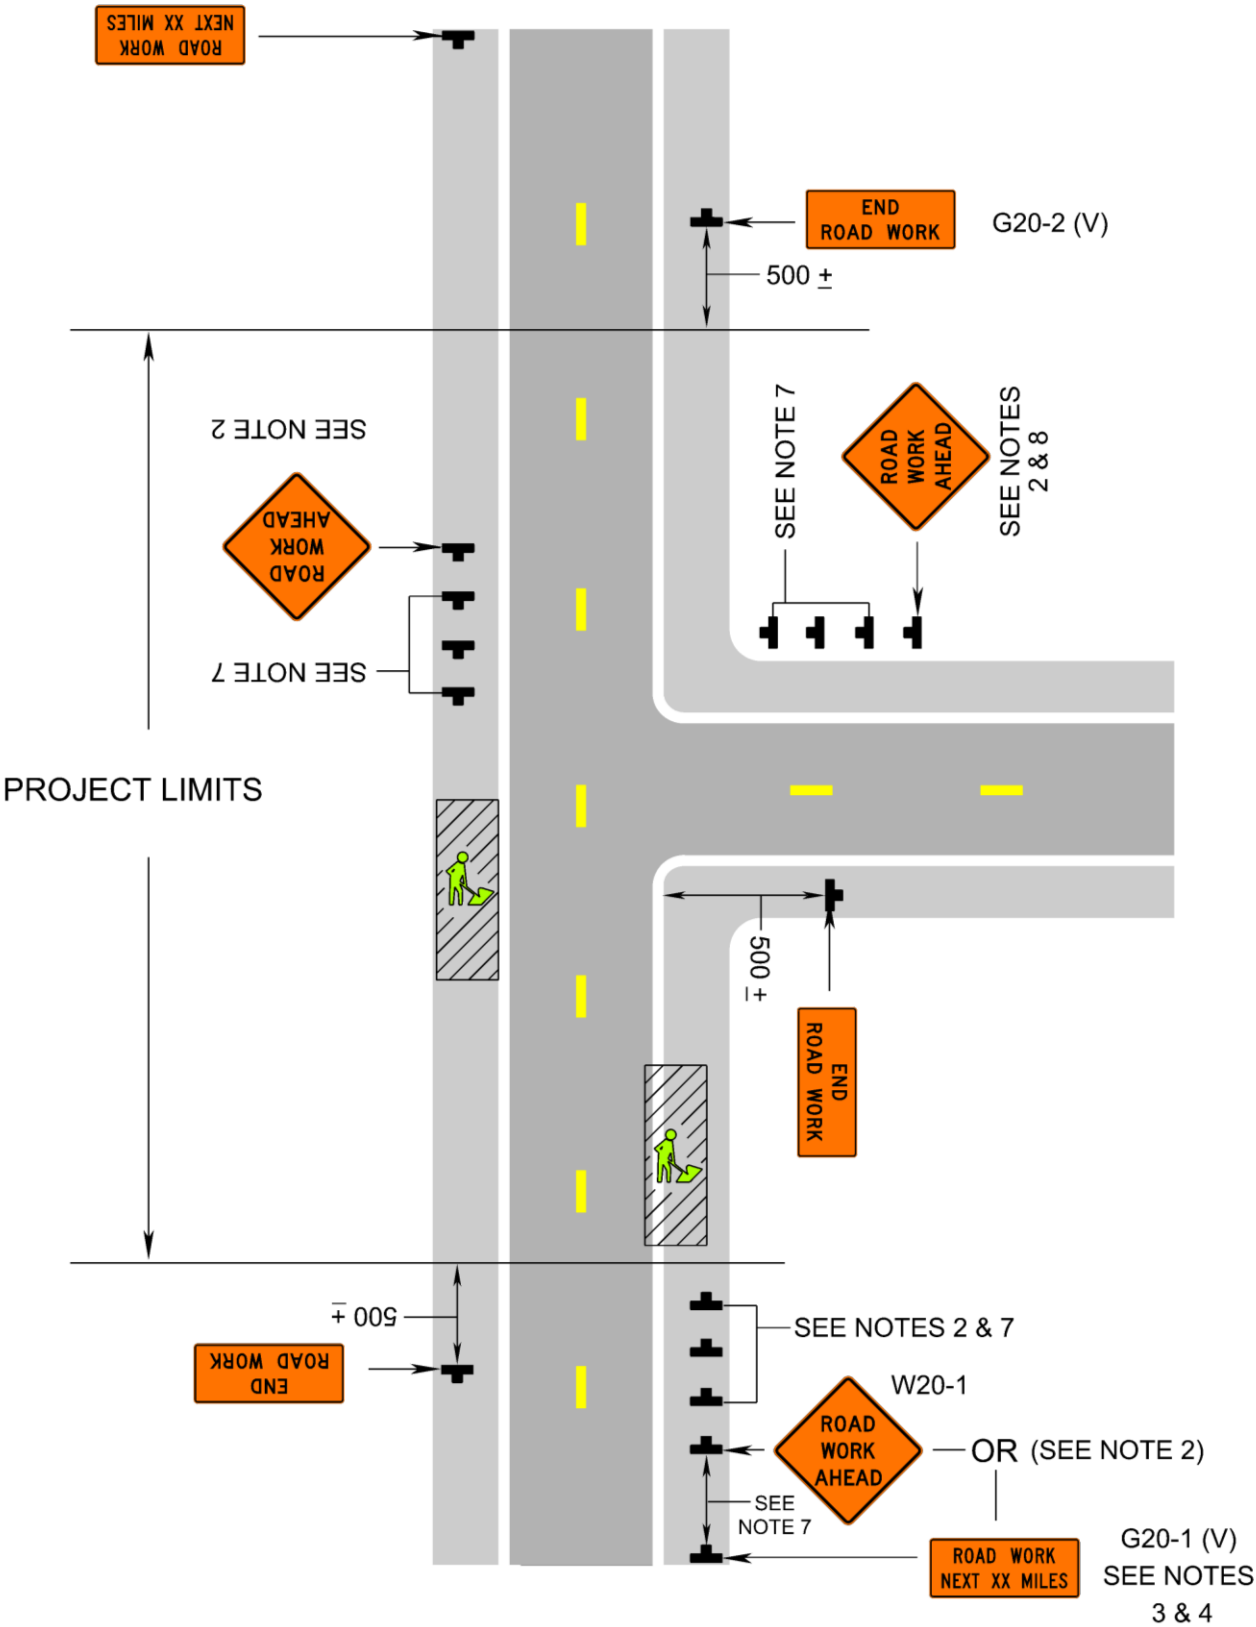 ROAD WORK
NEXT XX MILES
END
ROAD WORK
G20-2 (V)
500 ±
SEE NOTE 2
ROAD
WORK
AHEAD
SEE NOTE 7
SEE NOTE 7
ROAD
WORK
AHEAD
SEE NOTES
2 & 8
PROJECT LIMITS
500 ±
END
ROAD WORK
500 ±
END
ROAD WORK
SEE NOTES 2 & 7
W20-1
ROAD
WORK
AHEAD
OR (SEE NOTE 2)
SEE
NOTE 7
ROAD WORK
NEXT XX MILES
G20-1 (V)
SEE NOTES
3 & 4